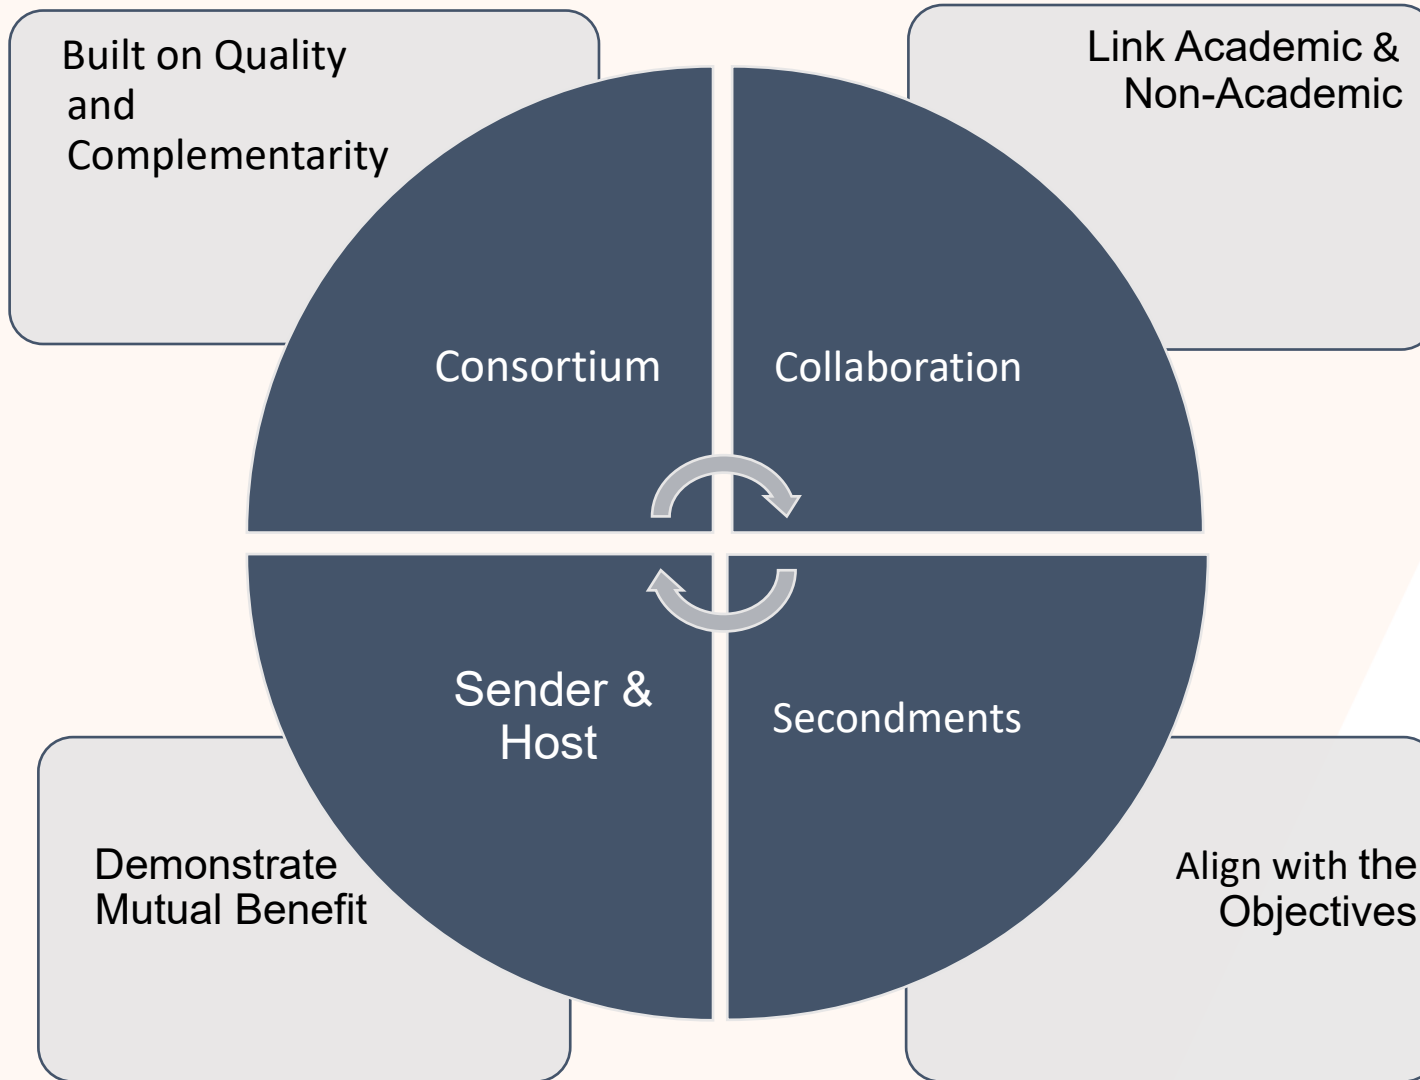 Built on Quality
and
Complementarity
Link Academic &
Non-Academic
Consortium
Collaboration
Sender &
Host
Secondments
Demonstrate
Mutual Benefit
Align with the
Objectives